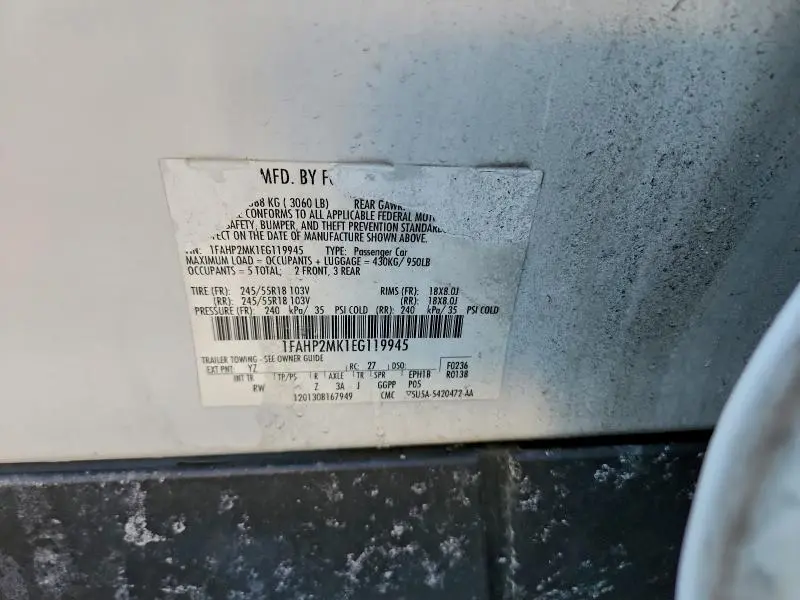 MFD. BY F
KG ( 3060 LB) REAR GAWR
CONFORMS TO ALL APPLICABLE FEDERAL MOT
SAFETY, BUMPER, AND THEFT PREVENTION STANDARDS
ECT ON THE DATE OF MANUFACTURE SHOWN ABOVE.
1FAHP2MK1EG119945 TYPE: Passenger Car
MAXIMUM LOAD = OCCUPANTS + LUGGAGE = 430KG/ 950LB
OCCUPANTS = 5 TOTAL, 2 FRONT, 3 REAR
TIRE (FR): 245/55R18 103V RIMS (FR): 18X8.0J
(RR): 245/55R18 103V (RR): 18X8.0J
PRESSURE (FR): 240 kPa/ 35 PSI COLD (RR): 240 kPa/ 35 PSI COLD
1FAHP2MK1EG119945
TRAILER TOWING - SEE OWNER GUIDE
EXT PNT: YZ RC: 27 DSO: F0236
INT TR TP/PS R AXLE TR SPR EPH1B R0138
RW Z 3A J GGPP POS
120130B167949 CMC 5U5A-5420472-AA